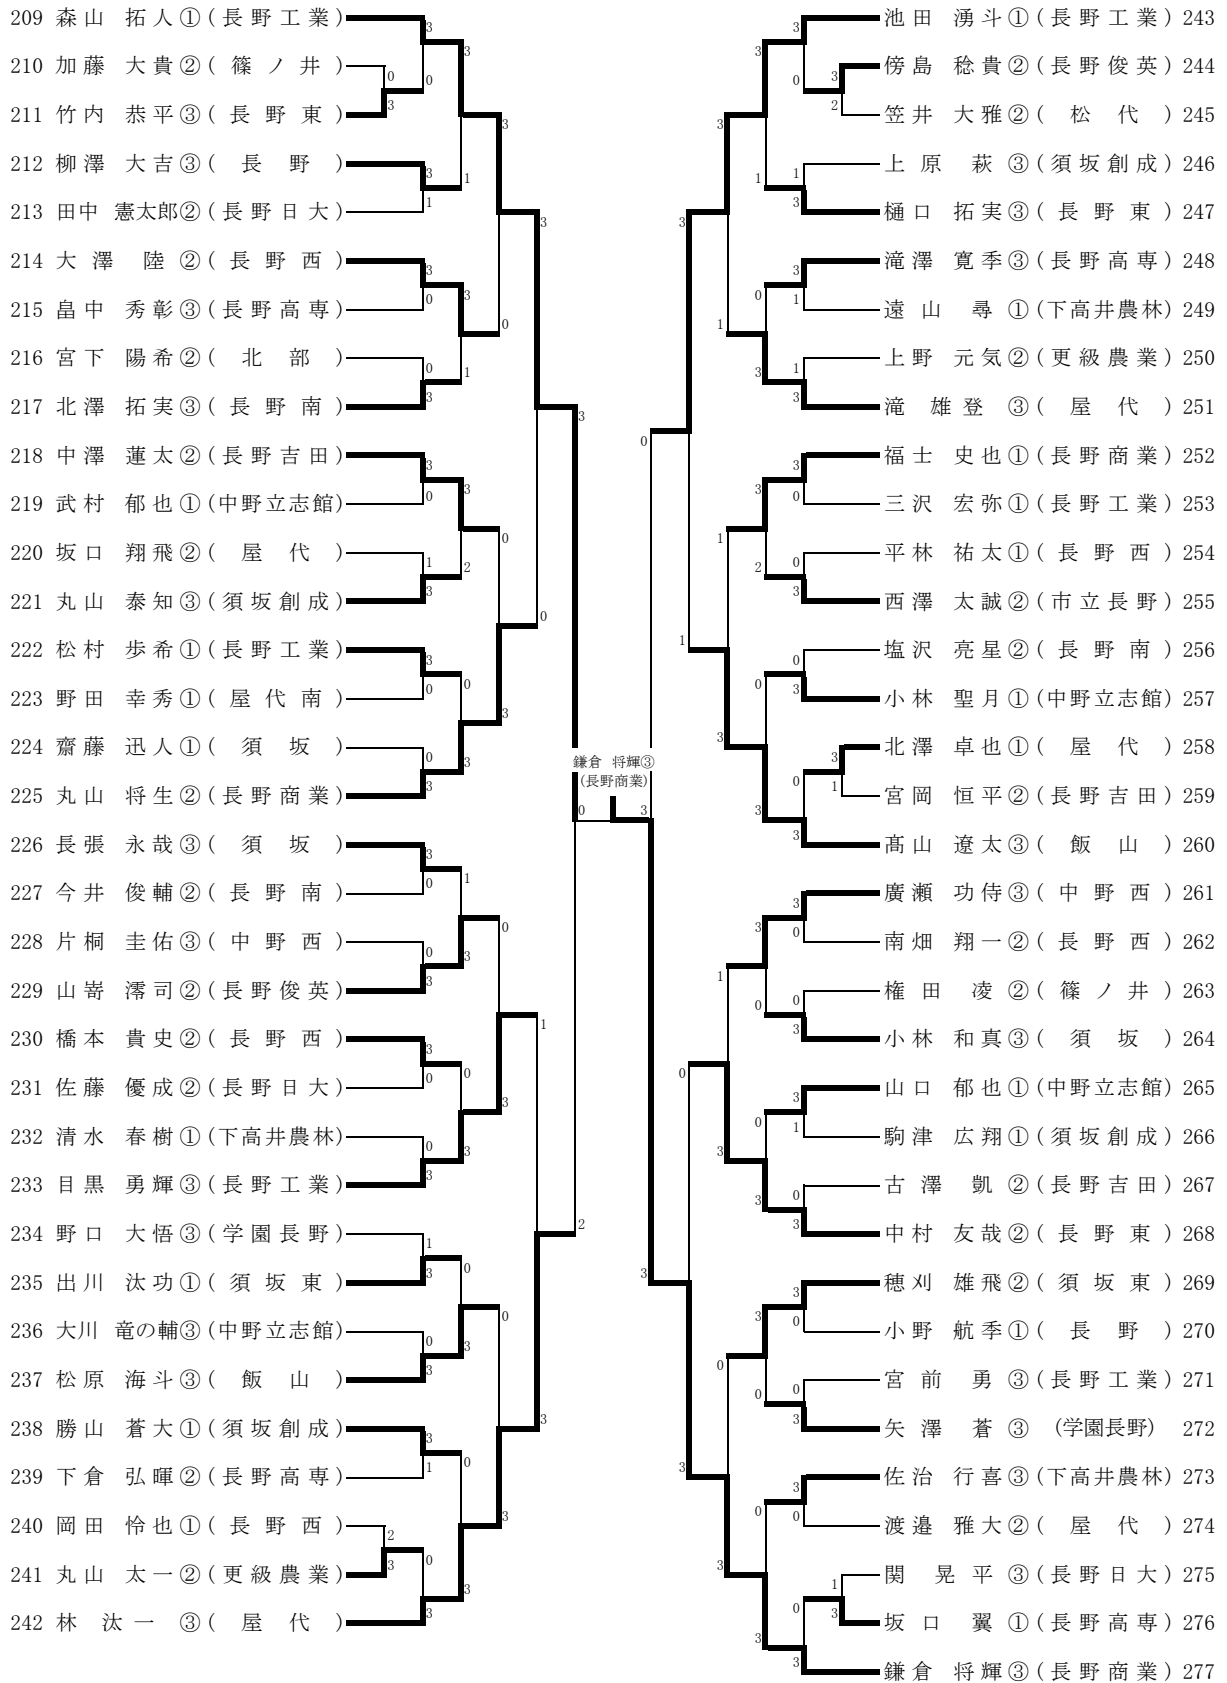 209 森山 拓人①(長野工業)
210 加藤 大貴②(篠ノ井)
211 竹内 恭平③(長野東)
212 柳澤 大吉③(長野)
213 田中 憲太郎②(長野日大)
214 大澤 陸②(長野西)
215 畠中 秀彰③(長野高専)
216 宮下 陽希②(北部)
217 北澤 拓実③(長野南)
218 中澤 蓮太②(長野吉田)
219 武村 郁也①(中野立志館)
220 坂口 翔飛②(屋代)
221 丸山 泰知③(須坂創成)
222 松村 歩希①(長野工業)
223 野田 幸秀①(屋代南)
224 齋藤 迅人①(須坂)
225 丸山 将生②(長野商業)
226 長張 永哉③(須坂)
227 今井 俊輔②(長野南)
228 片桐 圭佑③(中野西)
229 山嵜 澪司②(長野俊英)
230 橋本 貴史②(長野西)
231 佐藤 優成②(長野日大)
232 清水 春樹①(下高井農林)
233 目黒 勇輝③(長野工業)
234 野口 大悟③(学園長野)
235 出川 汰功①(須坂東)
236 大川 竜の輔③(中野立志館)
237 松原 海斗③(飯山)
238 勝山 蒼大①(須坂創成)
239 下倉 弘暉②(長野高専)
240 岡田 怜也①(長野西)
241 丸山 太一②(更級農業)
242 林 汰一③(屋代)
鎌倉 将輝③
(長野商業)
池田 湧斗①(長野工業) 243
傍島 稔貴②(長野俊英) 244
笠井 大雅②(松代) 245
上原 萩③(須坂創成) 246
樋口 拓実③(長野東) 247
滝澤 寛季③(長野高専) 248
遠山 尋①(下高井農林) 249
上野 元気②(更級農業) 250
滝 雄登③(屋代) 251
福士 史也①(長野商業) 252
三沢 宏弥①(長野工業) 253
平林 祐太①(長野西) 254
西澤 太誠②(市立長野) 255
塩沢 亮星②(長野南) 256
小林 聖月①(中野立志館) 257
北澤 卓也①(屋代) 258
宮岡 恒平②(長野吉田) 259
髙山 遼太③(飯山) 260
廣瀬 功侍③(中野西) 261
南畑 翔一②(長野西) 262
権田 凌②(篠ノ井) 263
小林 和真③(須坂) 264
山口 郁也①(中野立志館) 265
駒津 広翔①(須坂創成) 266
古澤 凱②(長野吉田) 267
中村 友哉②(長野東) 268
穂刈 雄飛②(須坂東) 269
小野 航季①(長野) 270
宮前 勇③(長野工業) 271
矢澤 蒼③ (学園長野) 272
佐治 行喜③(下高井農林) 273
渡邉 雅大②(屋代) 274
関 晃平③(長野日大) 275
坂口 翼①(長野高専) 276
鎌倉 将輝③(長野商業) 277